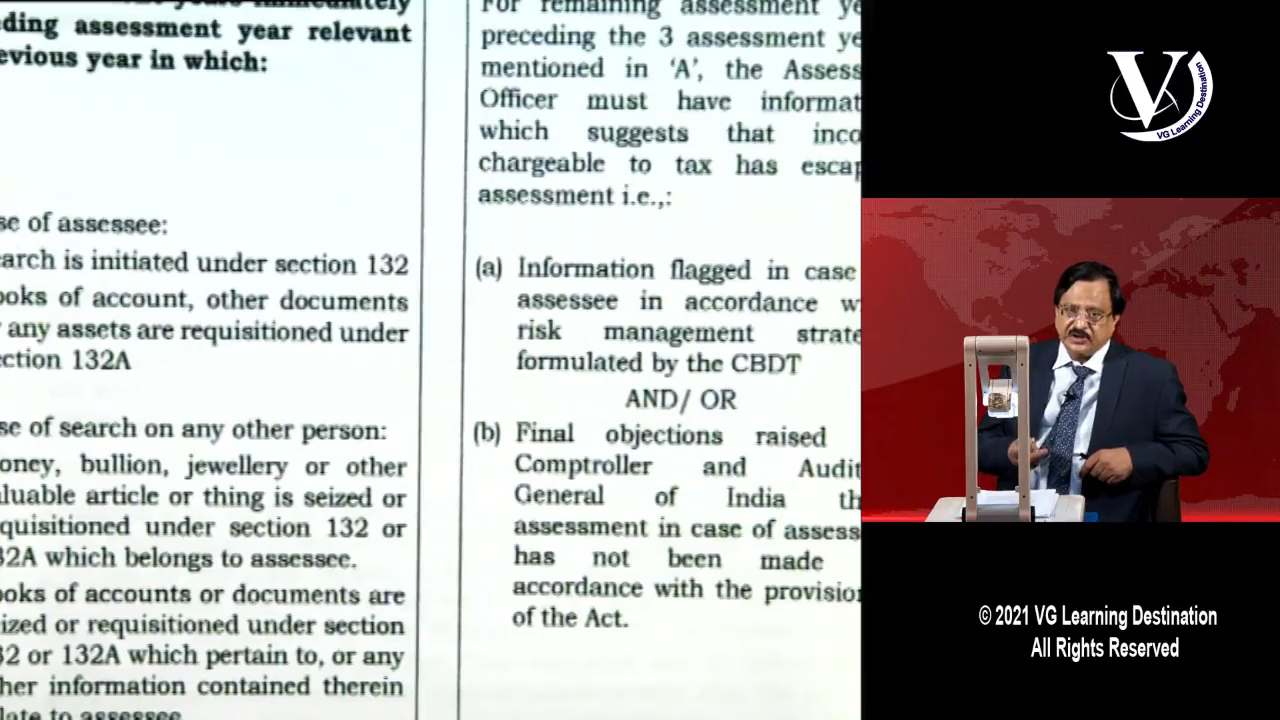 ding assessment year relevant
evious year in which:
se of assessee:
arch is initiated under section 132
ooks of account, other documents
any assets are requisitioned under
ction 132A
se of search on any other person:
oney, bullion, jewellery or other
luable article or thing is seized or
quisitioned under section 132 or
32A which belongs to assessee.
ooks of accounts or documents are
ized or requisitioned under section
32 or 132A which pertain to, or any
her information contained therein
late to assessee
For remaining assessment ye
preceding the 3 assessment ye
mentioned in ‘A’, the Assess
Officer must have informat
which suggests that inco
chargeable to tax has escap
assessment i.e.,:
(a) Information flagged in case
assessee in accordance w
risk management strate
formulated by the CBDT
AND/ OR
(b) Final objections raised
Comptroller and Audit
General of India th
assessment in case of assess
has not been made
accordance with the provision
of the Act.
V
VG Learning Destination
© 2021 VG Learning Destination
All Rights Reserved